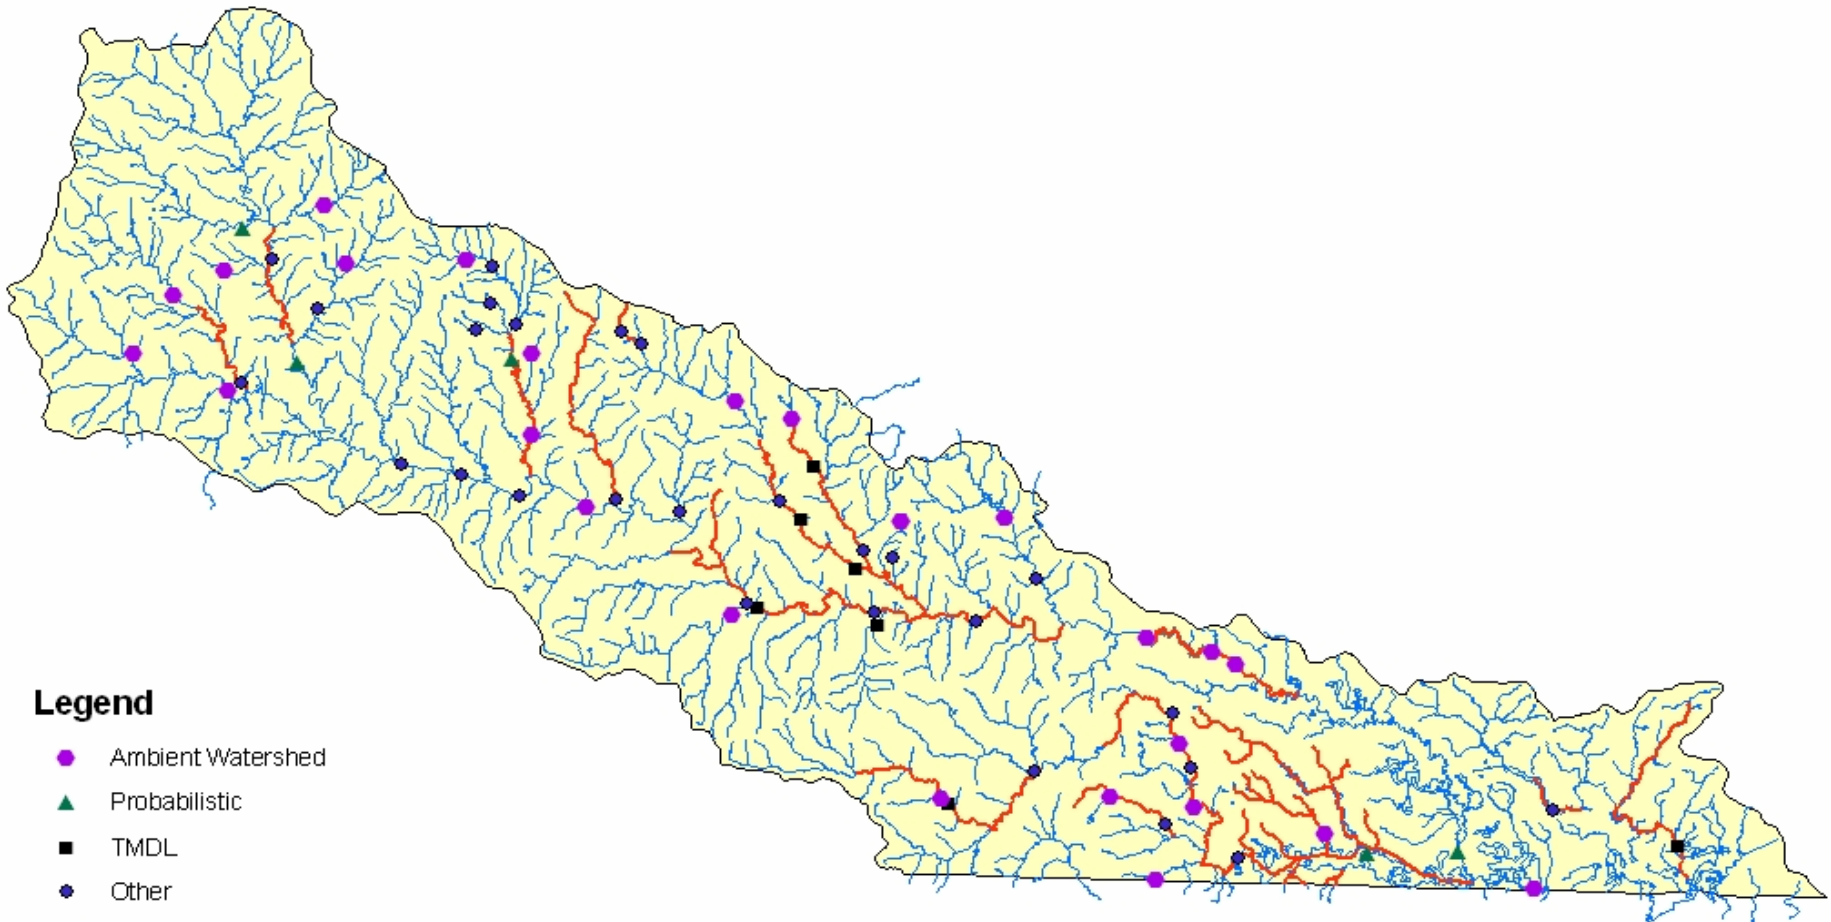 Legend
Ambient Watershed
Probabilistic
TMDL
Other